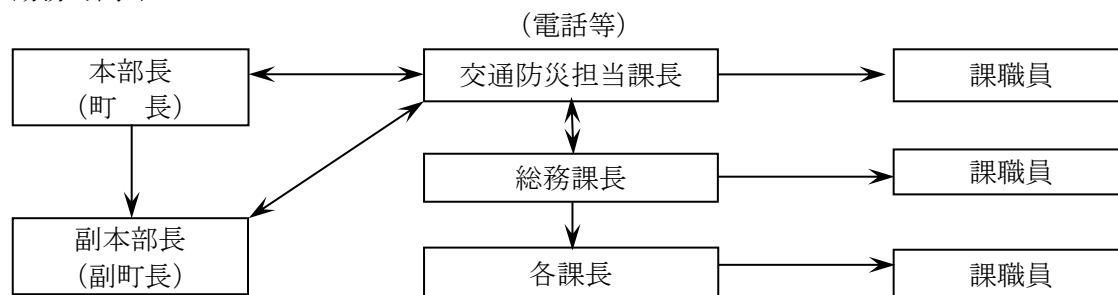 (電話等)
本部長
(町　長)
交通防災担当課長
課職員
総務課長
課職員
副本部長
(副町長)
各課長
課職員